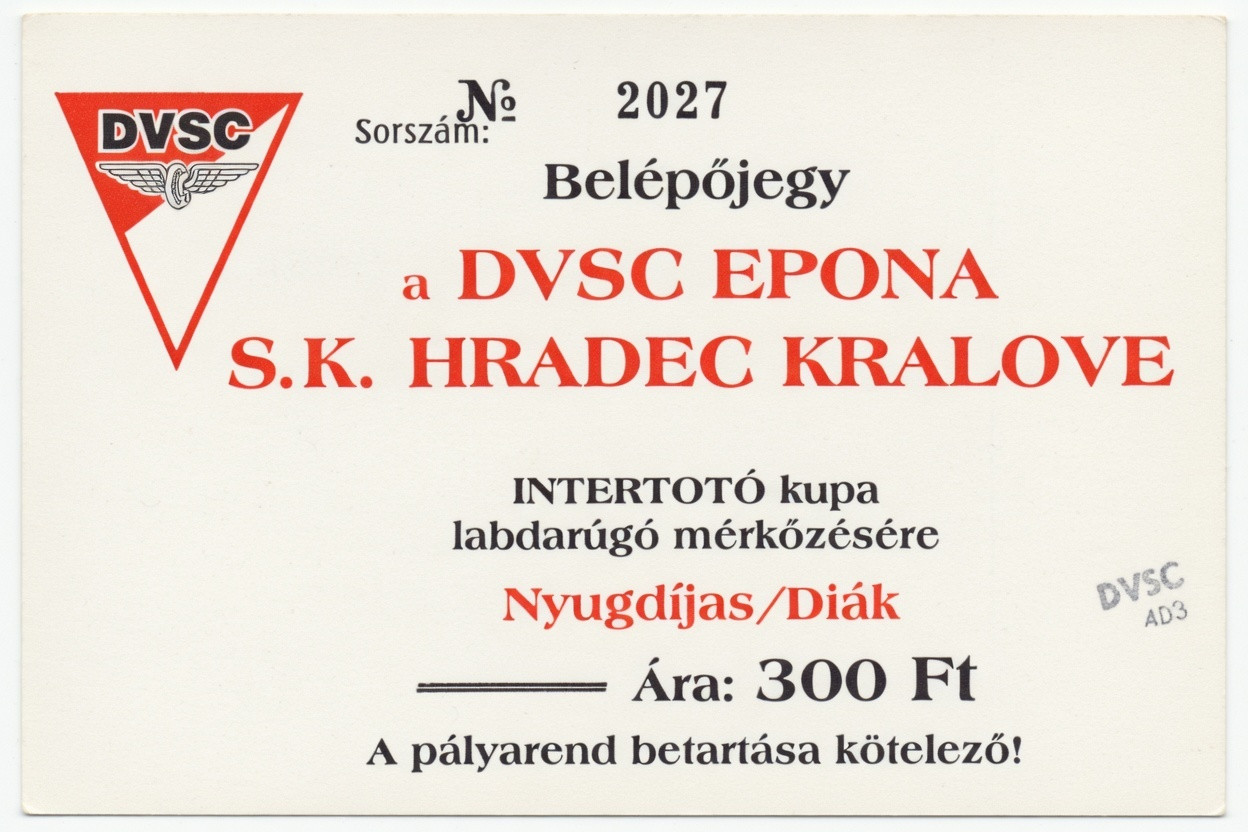 DVSC
№ 2027
Sorszám:
Belépőjegy
a DVSC EPONA
S.K. HRADEC KRALOVE
INTERTOTÓ kupa
labdarúgó mérkőzésére
Nyugdíjas/Diák
DVSC
AD3
Ára: 300 Ft
A pályarend betartása kötelező!